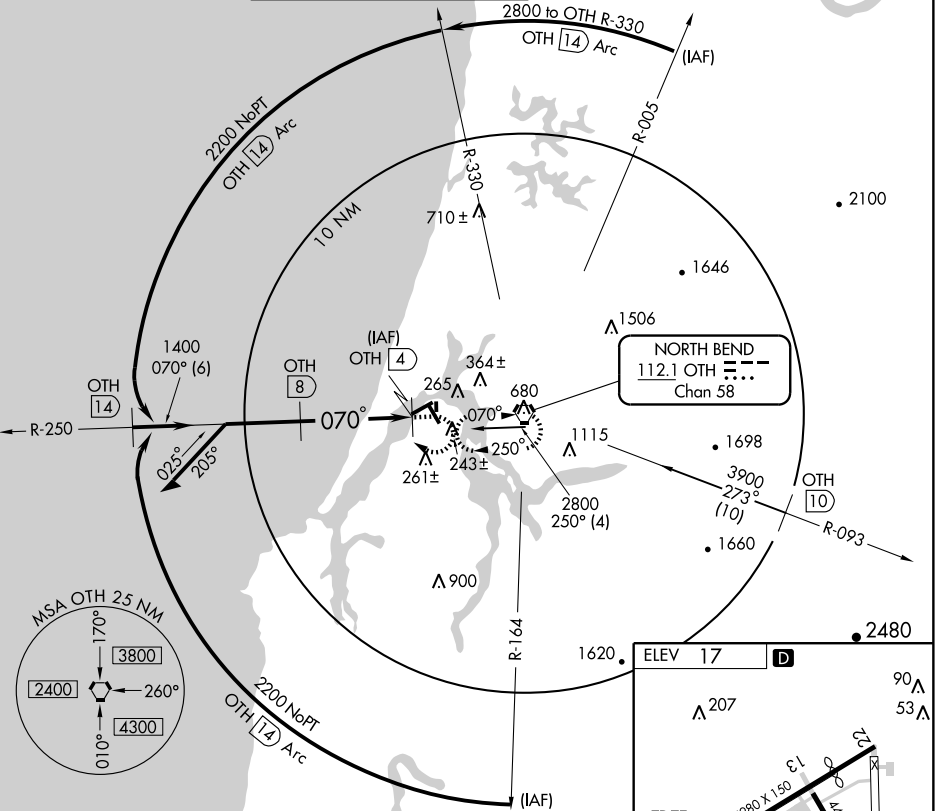 2800 to OTH R-330
OTH 14 Arc
(IAF)
2200 NoPT
OTH 14 Arc
R-005
R-330
10 NM
710 ±
2100
1646
1506
NORTH BEND
112.1 OTH
Chan 58
(IAF)
OTH 4
1400
070° (6)
OTH
14
OTH
8
265
364±
680
R-250
070°
070°
250°
025°
205°
261±
243±
1115
1698
3900
273°
(10)
OTH
10
2800
250° (4)
R-093
1660
900
R-164
MSA OTH 25 NM
170°
3800
2400
260°
4300
010°
2200 NoPT
OTH 14 Arc
(IAF)
1620
2480
ELEV 17
D
207
90
53
22
13
X
X 150